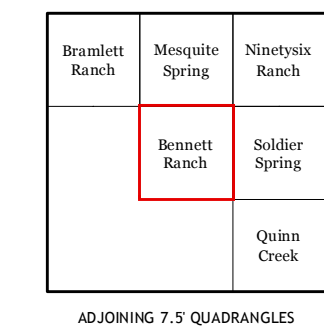 Bramlett
Ranch
Mesquite
Spring
Ninetysix
Ranch
Bennett
Ranch
Soldier
Spring
Quinn
Creek
ADJOINING 7.5' QUADRANGLES